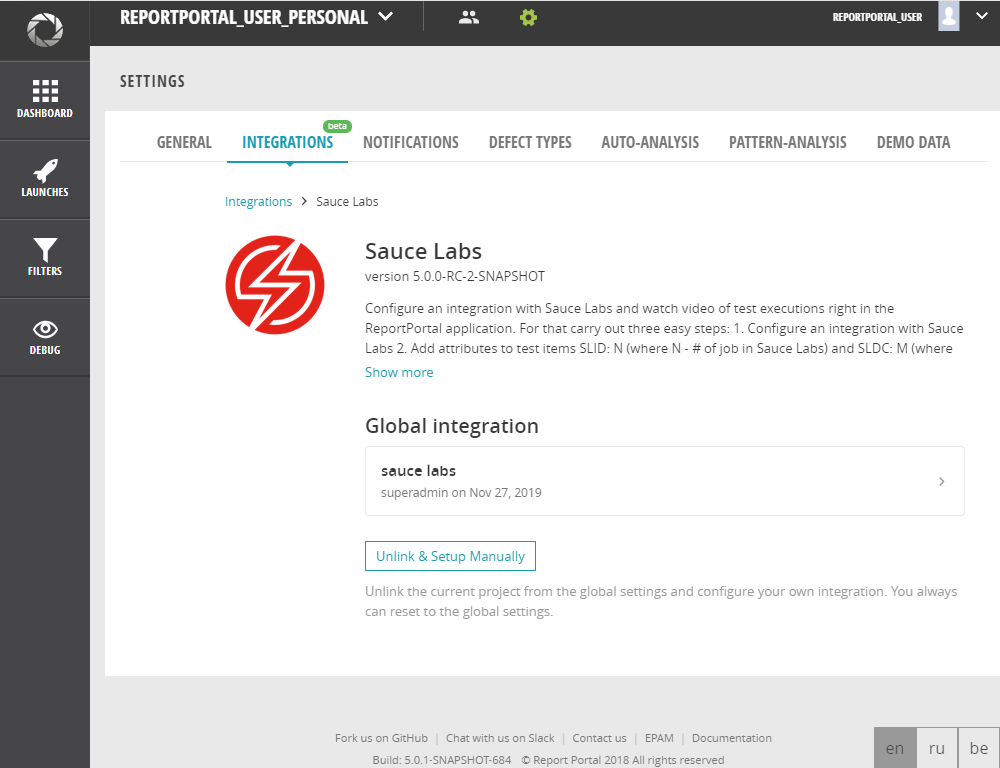 REPORTPORTAL_USER_PERSONAL
REPORTPORTAL_USER
DASHBOARD
LAUNCHES
FILTERS
DEBUG
SETTINGS
GENERAL INTEGRATIONS beta NOTIFICATIONS DEFECT TYPES AUTO-ANALYSIS PATTERN-ANALYSIS DEMO DATA
Integrations > Sauce Labs
Sauce Labs
version 5.0.0-RC-2-SNAPSHOT
Configure an integration with Sauce Labs and watch video of test executions right in the
ReportPortal application. For that carry out three easy steps: 1. Configure an integration with Sauce
Labs 2. Add attributes to test items SLID: N (where N - # of job in Sauce Labs) and SLDC: M (where
Show more
Global integration
sauce labs
superadmin on Nov 27, 2019
Unlink & Setup Manually
Unlink the current project from the global settings and configure your own integration. You always
can reset to the global settings.
Fork us on GitHub | Chat with us on Slack | Contact us | EPAM | Documentation
Build: 5.0.1-SNAPSHOT-684 © Report Portal 2018 All rights reserved
en ru be